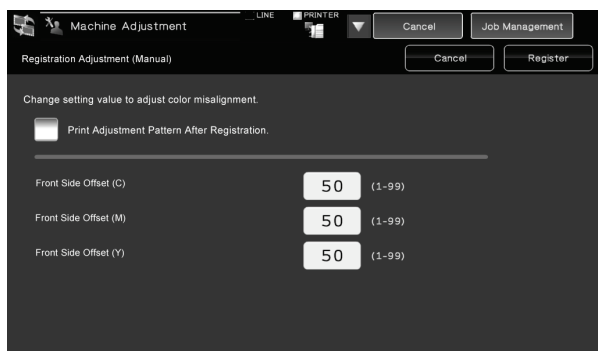 LINE PRINTER
Machine Adjustment Cancel Job Management
Registration Adjustment (Manual) Cancel Register
Change setting value to adjust color misalignment.
Print Adjustment Pattern After Registration.
Front Side Offset (C) 50 (1-99)
Front Side Offset (M) 50 (1-99)
Front Side Offset (Y) 50 (1-99)